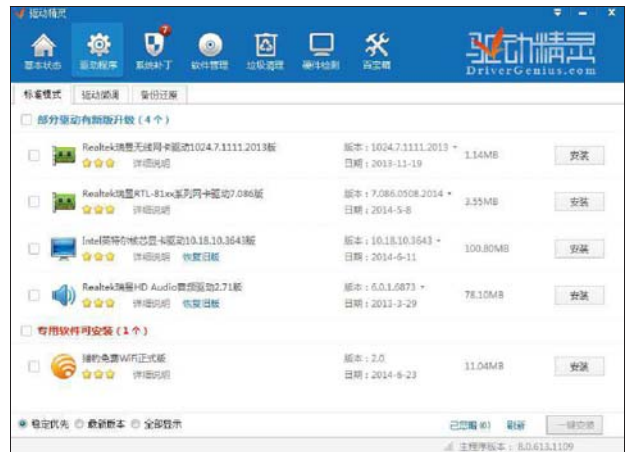 驱动精灵
7
基本状态 驱动程序 系统补丁 软件管理 垃圾清理 硬件检测 百宝箱
驱动精灵
DriverGenius.com
标准模式 驱动微调 备份还原
部分驱动有新版升级（4个）
Realtek瑞昱无线网卡驱动1024.7.1111.2013版
版本：1024.7.1111.2013
1.14MB
安装
详细说明
日期：2013-11-19
Realtek瑞昱RTL-81xx系列网卡驱动7.086版
版本：7.086.0508.2014
3.55MB
安装
详细说明
日期：2014-5-8
Intel英特尔核芯显卡驱动10.18.10.3643版
版本：10.18.10.3643
100.80MB
安装
详细说明 恢复旧版
日期：2014-6-11
Realtek瑞昱HD Audio音频驱动2.71版
版本：6.0.1.6873
78.10MB
安装
详细说明 恢复旧版
日期：2013-3-29
专用软件可安装（1个）
猎豹免费WiFi正式版
版本：2.0
11.04MB
安装
详细说明
日期：2014-6-23
稳定优先 最新版本 全部显示
已忽略(0) 刷新 一键安装
主程序版本：8.0.613.1109